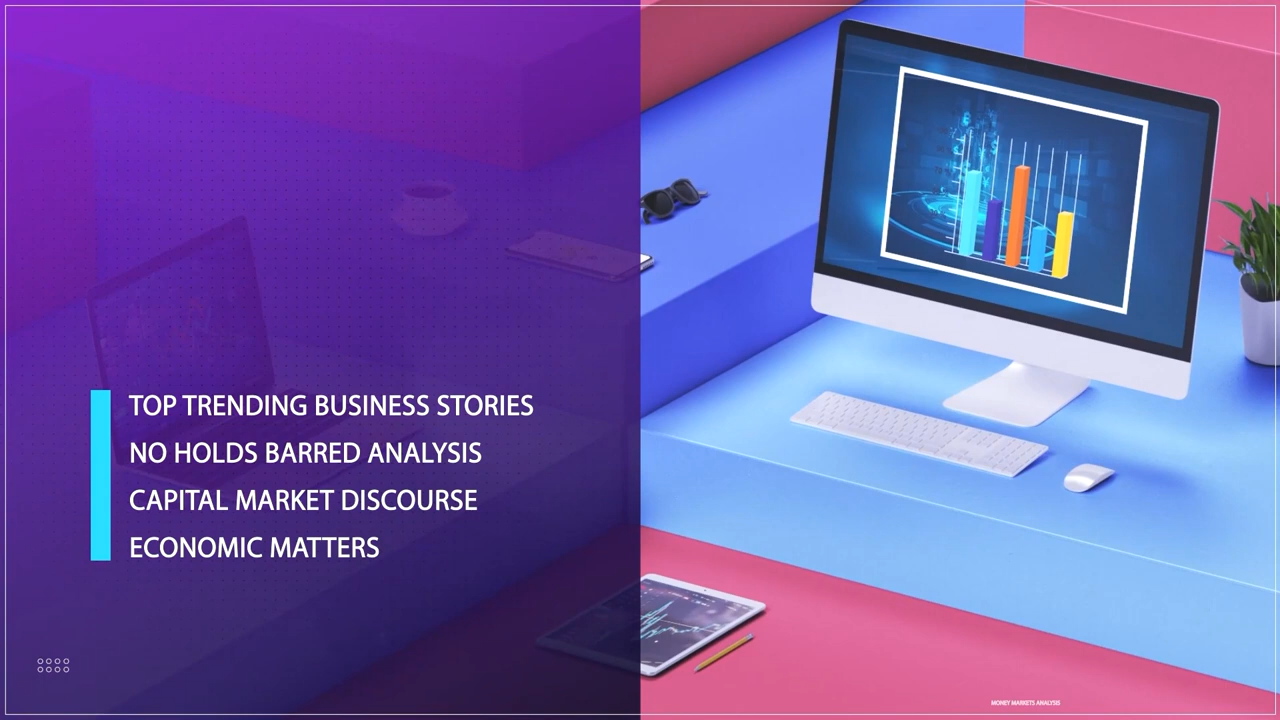 TOP TRENDING BUSINESS STORIES
NO HOLDS BARRED ANALYSIS
CAPITAL MARKET DISCOURSE
ECONOMIC MATTERS
MONEY MARKETS ANALYSIS